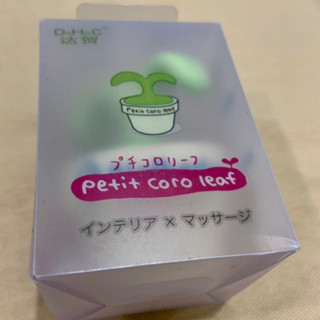 D•H•C™
达贺
Petit coro leaf
プチコロリーフ
Petit coro leaf
インテリア × マッサージ